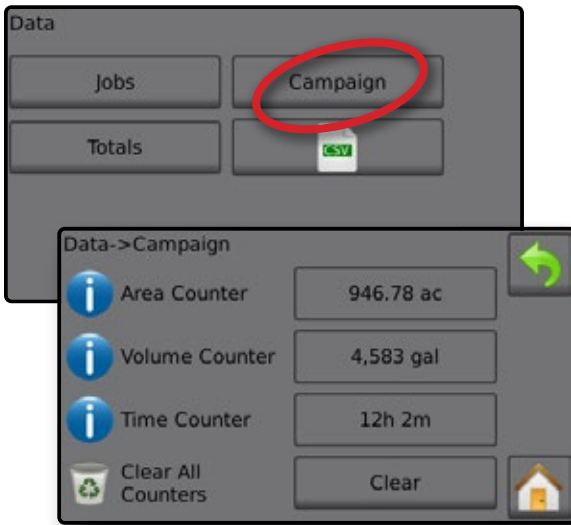 Data
Jobs Campaign
Totals CSV
Data->Campaign
Area Counter 946.78 ac
Volume Counter 4,583 gal
Time Counter 12h 2m
Clear All
Counters
Clear